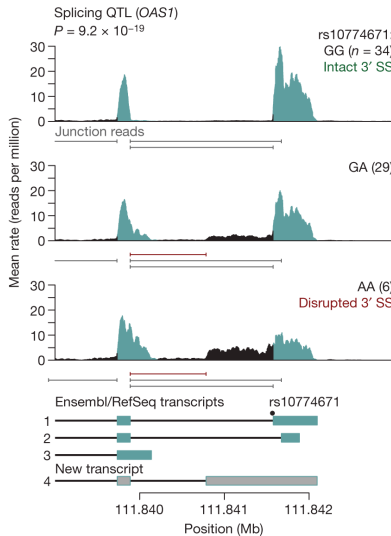 Splicing QTL (OAS1)
P = 9.2 × 10⁻¹⁹
rs10774671:
GG (n = 34)
Intact 3′ SS
30
20
10
0
Junction reads
GA (29)
30
20
10
0
Mean rate (reads per million)
AA (6)
Disrupted 3′ SS
30
20
10
0
Ensembl/RefSeq transcripts
rs10774671
1
2
3
New transcript
4
111.840 111.841 111.842
Position (Mb)